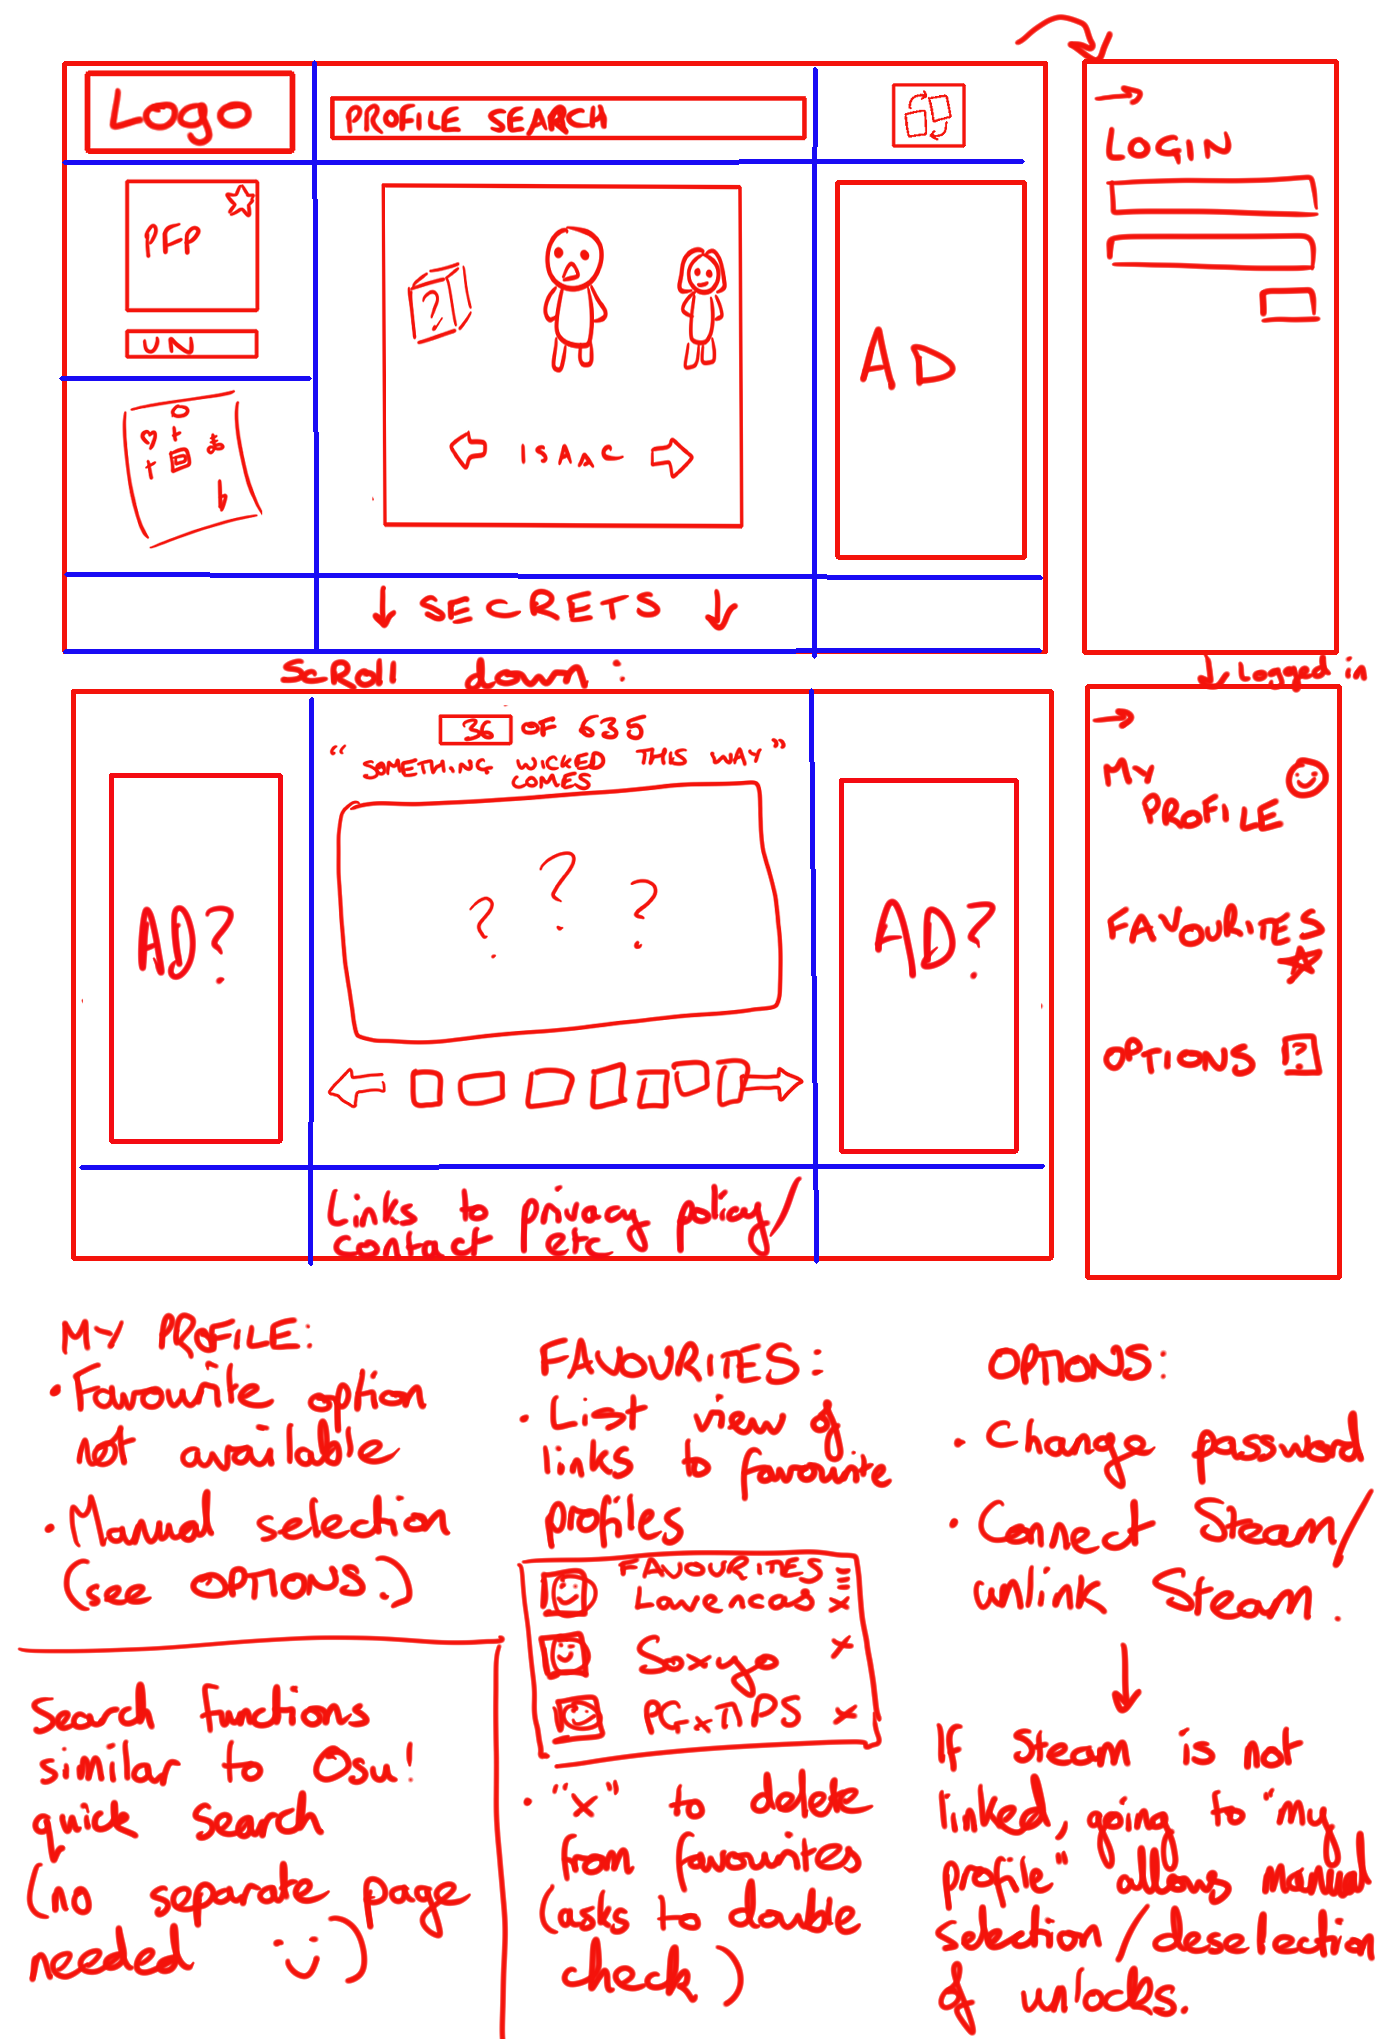 Logo
PROFILE SEARCH
PFP
UN
?
ISAAC
AD
SECRETS
LOGIN
Scroll down:
Logged in
36 OF 635
"SOMETHING WICKED THIS WAY
COMES"
? ? ?
AD?
AD?
Links to privacy policy/
contact etc
MY
PROFILE
FAVOURITES
OPTIONS ?
MY PROFILE:
• Favourite option
not available
• Manual selection
(see OPTIONS.)
Search functions
similar to Osu!
quick search
(no separate page
needed :))
FAVOURITES:
• List view of
links to favourite
profiles
FAVOURITES
Lavencas x
Soxyo x
PGxTIPS x
• "x" to delete
from favourites
(asks to double
check)
OPTIONS:
• Change password
• Connect Steam/
unlink Steam.
If Steam is not
linked, going to "my
profile" allows manual
selection/deselection
of unlocks.